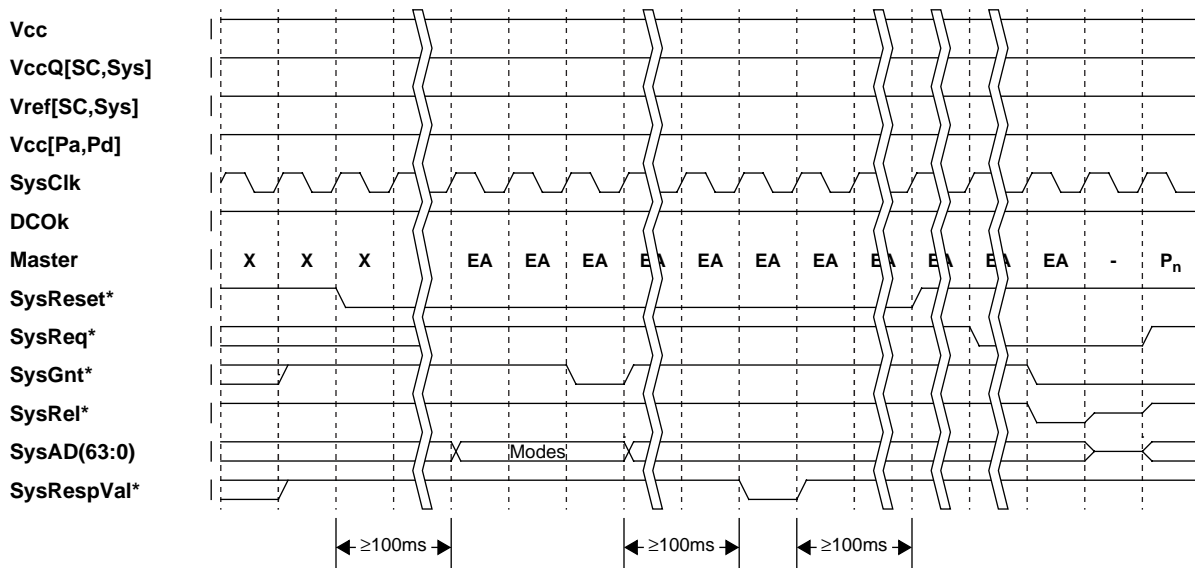 Vcc
VccQ[SC,Sys]
Vref[SC,Sys]
Vcc[Pa,Pd]
SysClk
DCOk
Master X X X EA EA EA EA EA EA EA EA EA EA EA - Pn
SysReset*
SysReq*
SysGnt*
SysRel*
SysAD(63:0) Modes
SysRespVal*
≥100ms ≥100ms ≥100ms